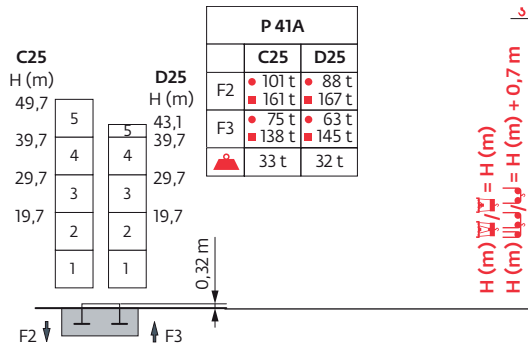 P 41A
C25 D25
F2 101 t 88 t
161 t 167 t
F3 75 t 63 t
138 t 145 t
33 t 32 t
C25
H (m)
49,7
39,7
29,7
19,7
5
4
3
2
1
D25
H (m)
43,1
39,7
29,7
19,7
5
4
3
2
1
0,32 m
F2
F3
H (m) / = H (m)
H (m) / = H (m) + 0,7 m